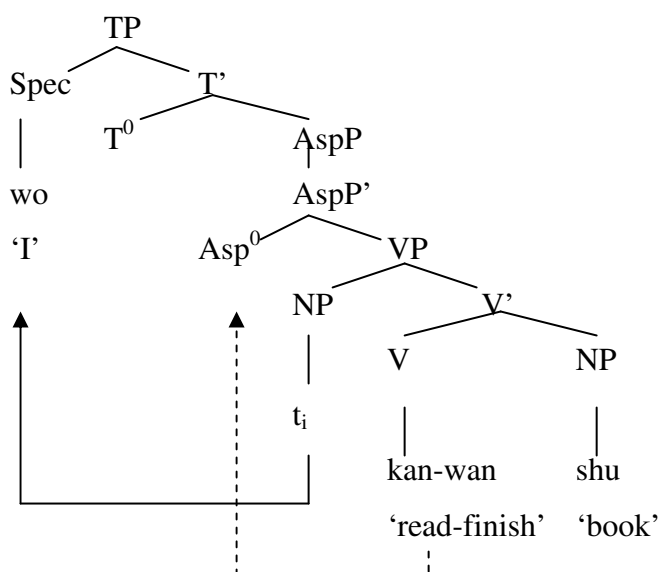 TP
Spec T’
T⁰ AspP
wo AspP’
‘I’ Asp⁰ VP
NP V’
V NP
tᵢ
kan-wan shu
‘read-finish’ ‘book’